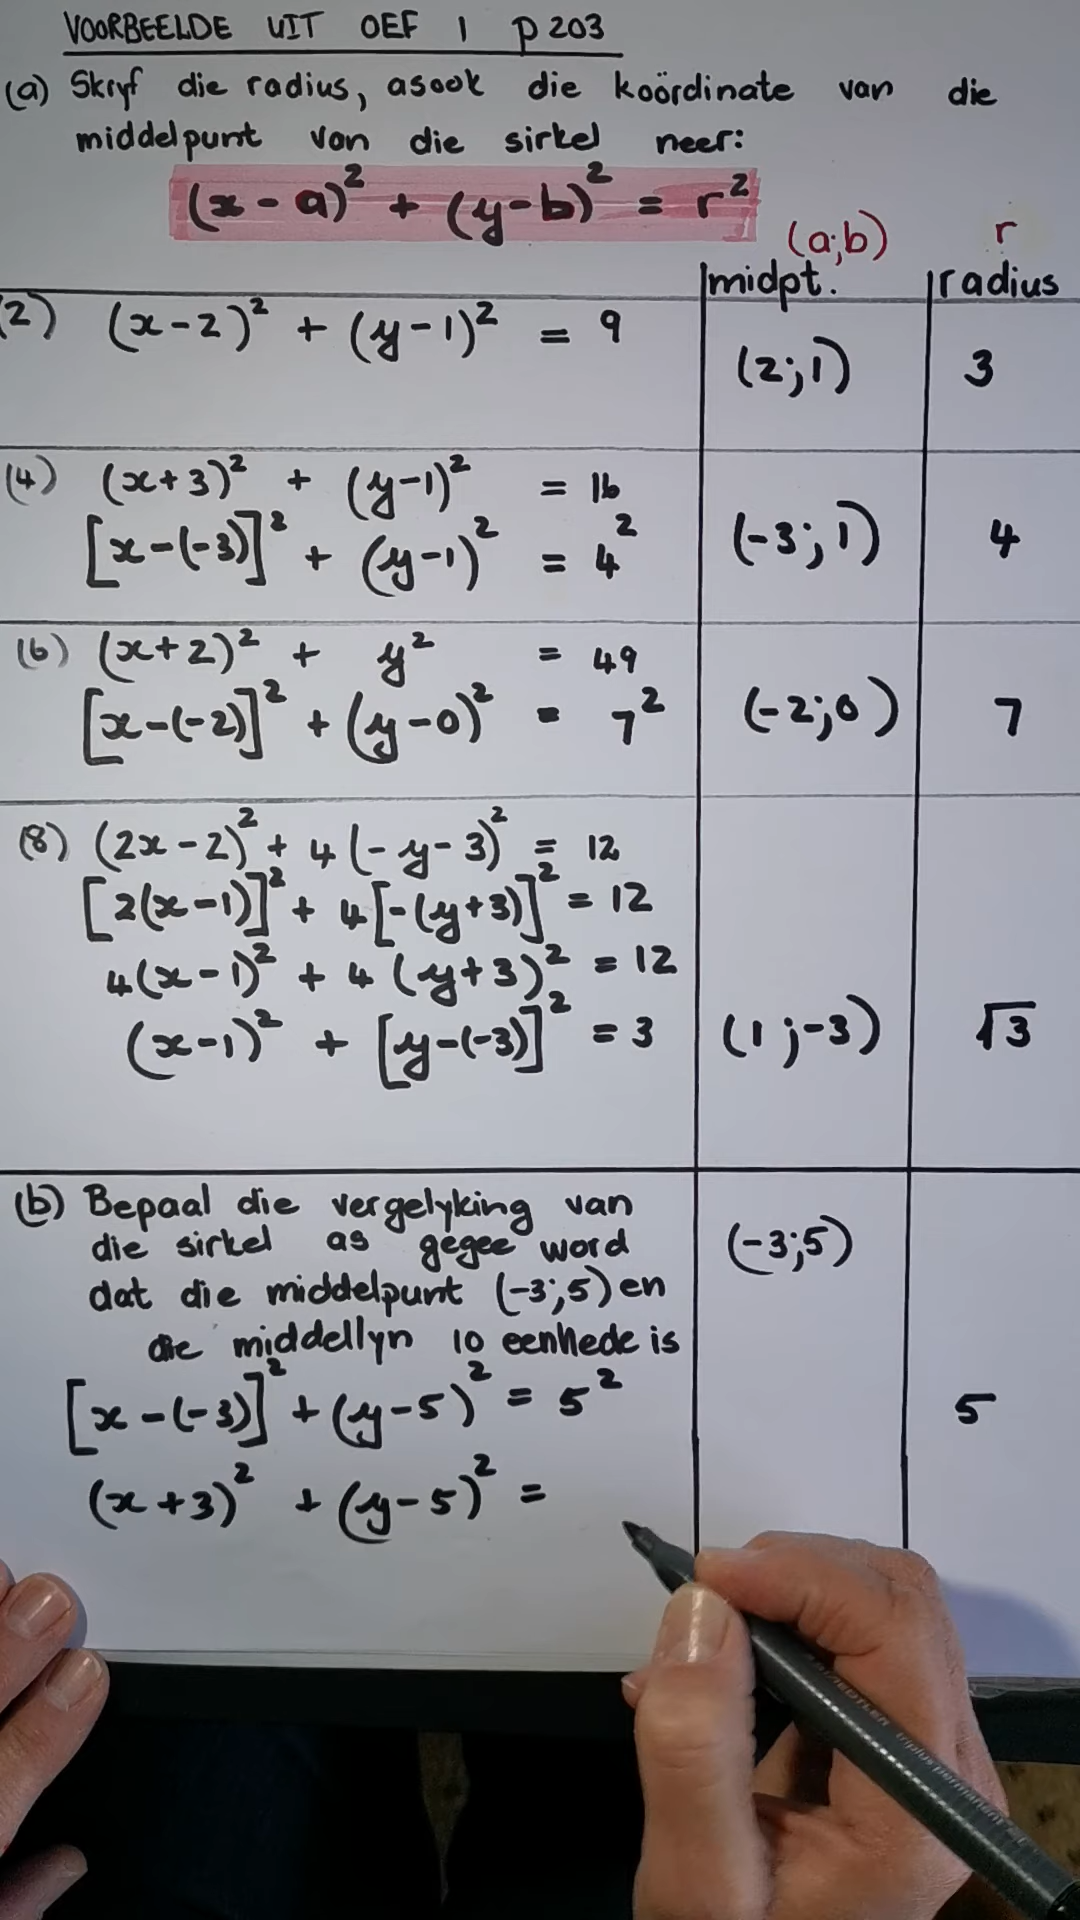 VOORBEELDE UIT OEF 1 p 203
(a) Skryf die radius, asook die koördinate van die
middelpunt van die sirkel neer:
(x - a)² + (y - b)² = r²
(a;b) r
midpt. radius
(2) (x - 2)² + (y - 1)² = 9
(2;1) 3
(4) (x + 3)² + (y - 1)² = 16
[x - (-3)]² + (y - 1)² = 4² (-3;1) 4
(6) (x + 2)² + y² = 49
[x - (-2)]² + (y - 0)² = 7² (-2;0) 7
(8) (2x - 2)² + 4(-y - 3)² = 12
[2(x - 1)]² + 4[-(y + 3)]² = 12
4(x - 1)² + 4(y + 3)² = 12
(x - 1)² + [y - (-3)]² = 3 (1;-3) √3
(b) Bepaal die vergelyking van
die sirkel as gegee word (-3;5)
dat die middelpunt (-3;5) en
die middellyn 10 eenhede is
[x - (-3)]² + (y - 5)² = 5² 5
(x + 3)² + (y - 5)² =
STAEDTLER triplus permanent